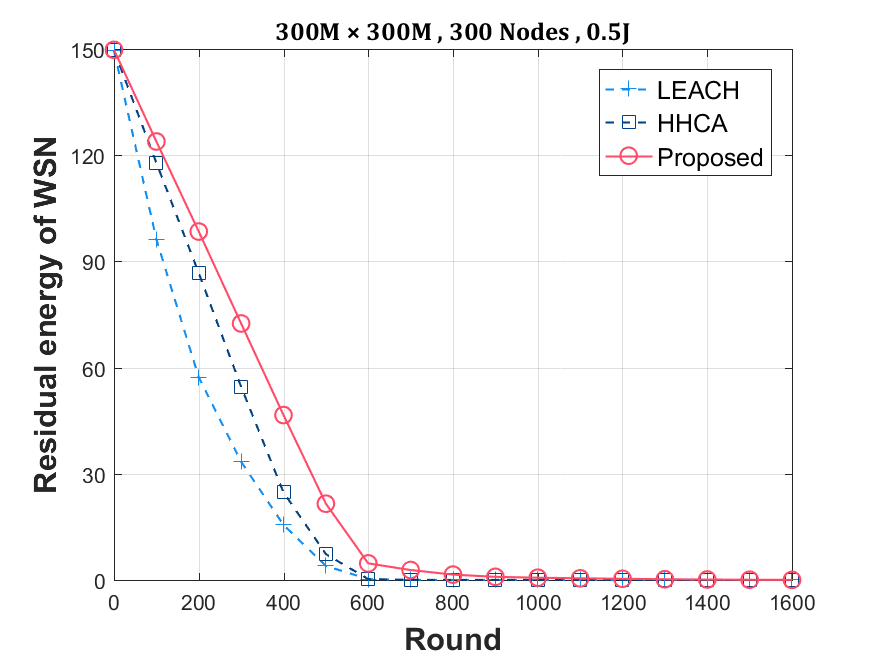 300M × 300M , 300 Nodes , 0.5J
LEACH
HHCA
Proposed
Residual energy of WSN
150
120
90
60
30
0
0 200 400 600 800 1000 1200 1400 1600
Round